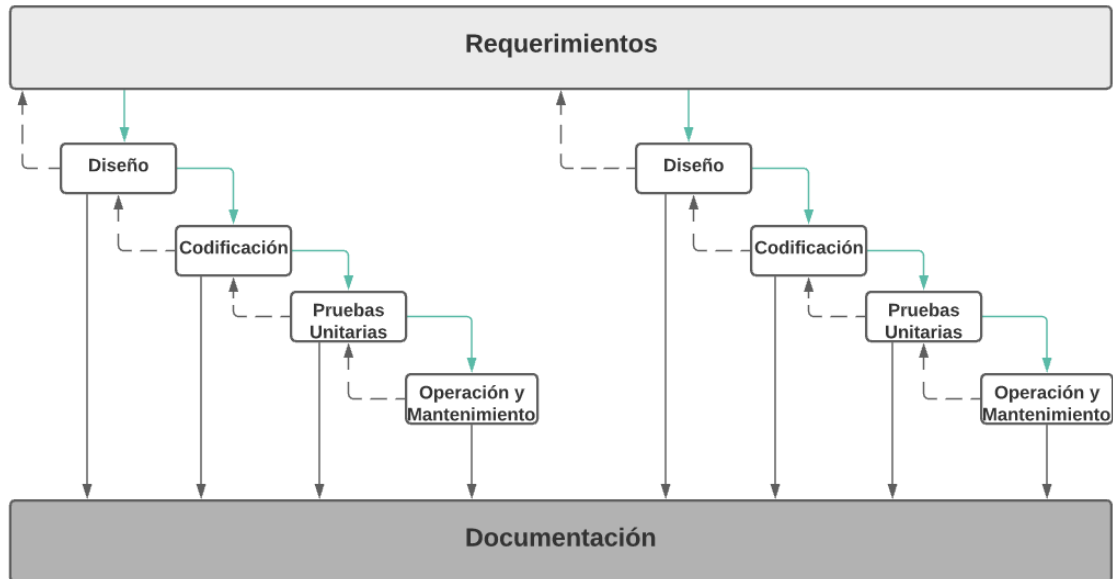 Requerimientos
Diseño
Codificación
Pruebas
Unitarias
Operación y
Mantenimiento
Diseño
Codificación
Pruebas
Unitarias
Operación y
Mantenimiento
Documentación